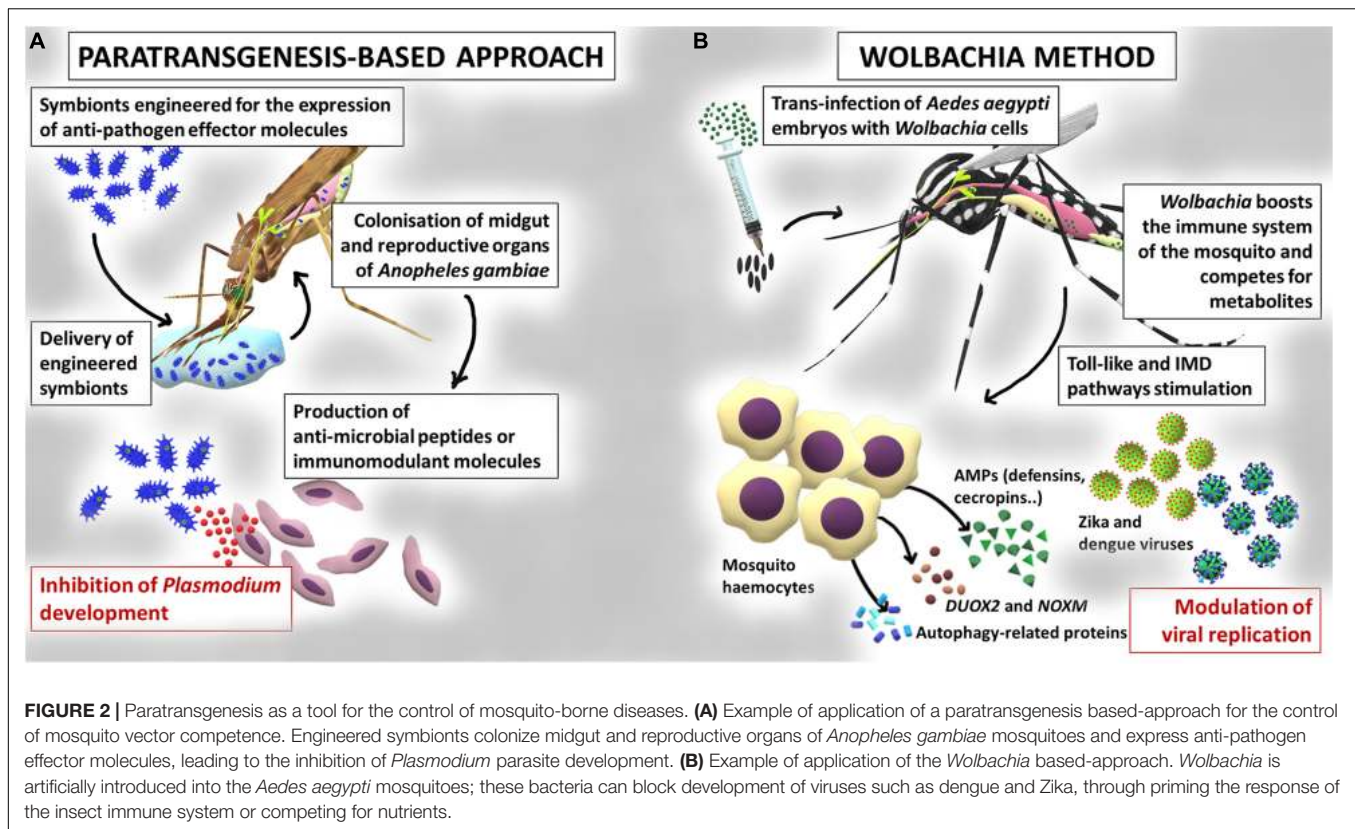 A
PARATRANSGENESIS-BASED APPROACH
Symbionts engineered for the expression
of anti-pathogen effector molecules
Colonisation of midgut
and reproductive organs
of Anopheles gambiae
Delivery of
engineered
symbionts
Production of
anti-microbial peptides or
immunomodulant molecules
Inhibition of Plasmodium
development
B
WOLBACHIA METHOD
Trans-infection of Aedes aegypti
embryos with Wolbachia cells
Wolbachia boosts
the immune system
of the mosquito and
competes for
metabolites
Toll-like and IMD
pathways stimulation
AMPs (defensins,
cecropins..)
Zika and
dengue viruses
Mosquito
haemocytes
DUOX2 and NOXM
Autophagy-related proteins
Modulation of
viral replication
FIGURE 2 | Paratransgenesis as a tool for the control of mosquito-borne diseases. (A) Example of application of a paratransgenesis based-approach for the control
of mosquito vector competence. Engineered symbionts colonize midgut and reproductive organs of Anopheles gambiae mosquitoes and express anti-pathogen
effector molecules, leading to the inhibition of Plasmodium parasite development. (B) Example of application of the Wolbachia based-approach. Wolbachia is
artificially introduced into the Aedes aegypti mosquitoes; these bacteria can block development of viruses such as dengue and Zika, through priming the response of
the insect immune system or competing for nutrients.